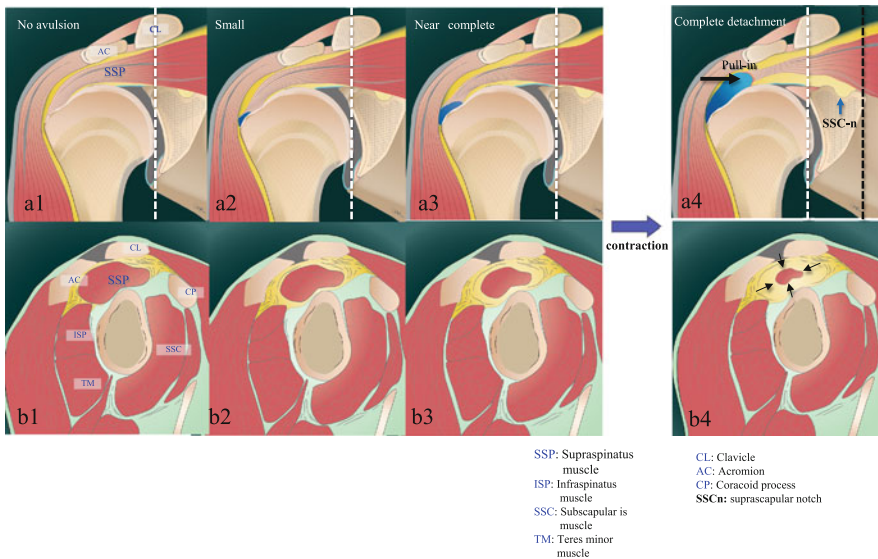 No avulsion
Small
Near complete
Complete detachment
CL
AC
SSP
Pull-in
SSC-n
a1
a2
a3
a4
contraction
CL
AC
SSP
CP
ISP
SSC
TM
b1
b2
b3
b4
SSP: Supraspinatus
muscle
ISP: Infraspinatus
muscle
SSC: Subscapular is
muscle
TM: Teres minor
muscle
CL: Clavicle
AC: Acromion
CP: Coracoid process
SSCn: suprascapular notch